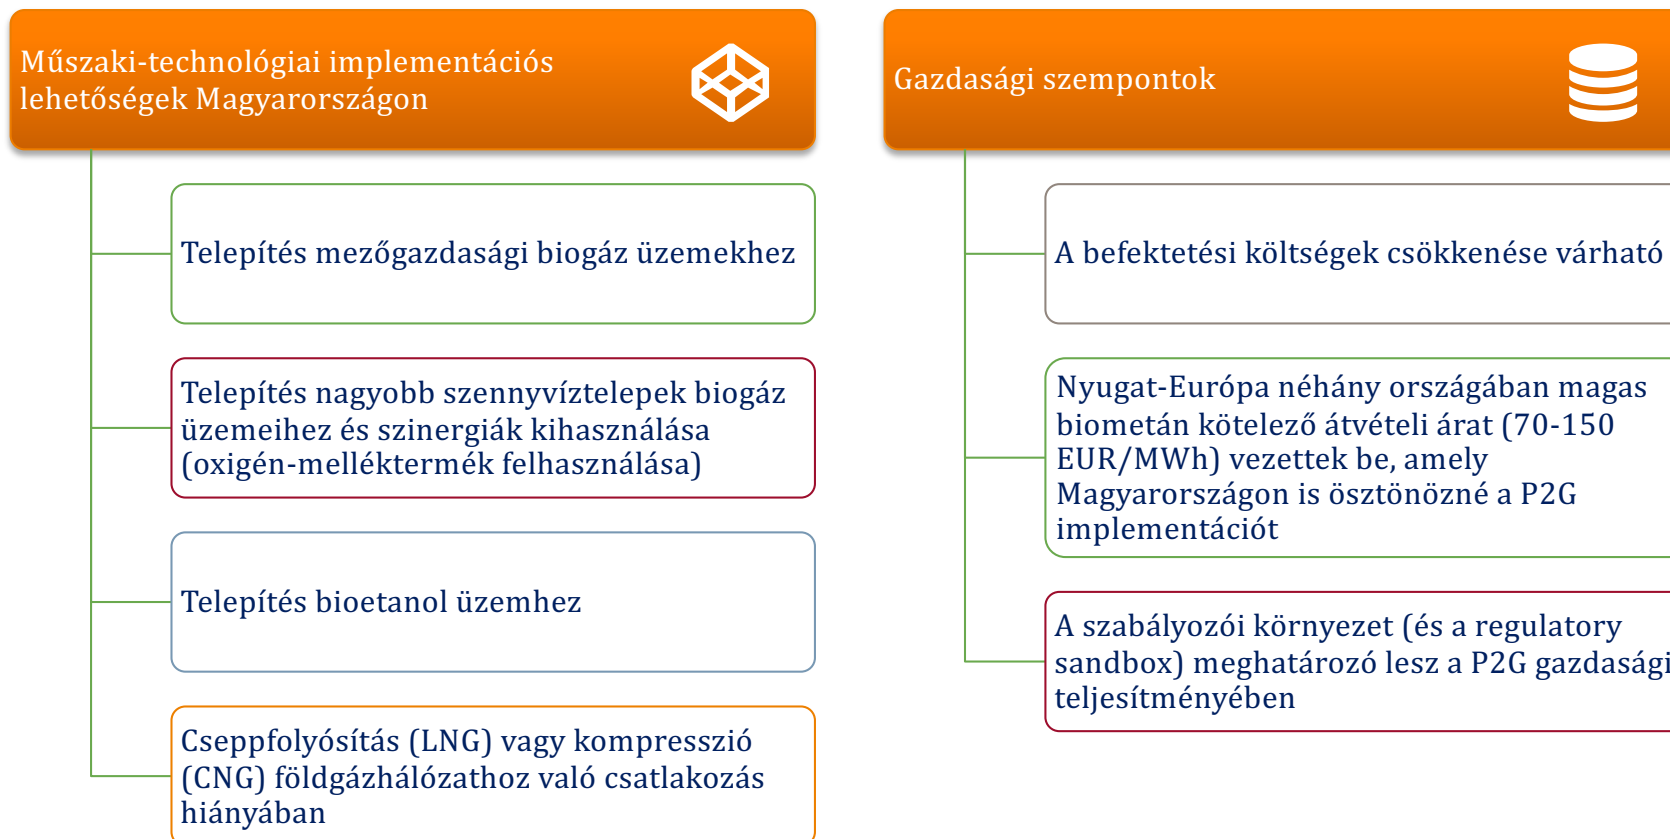 Műszaki-technológiai implementációs
lehetőségek Magyarországon
Telepítés mezőgazdasági biogáz üzemekhez
Telepítés nagyobb szennyvíztelepek biogáz
üzemeihez és szinergiák kihasználása
(oxigén-melléktermék felhasználása)
Telepítés bioetanol üzemhez
Cseppfolyósítás (LNG) vagy kompresszió
(CNG) földgázhálózathoz való csatlakozás
hiányában
Gazdasági szempontok
A befektetési költségek csökkenése várható
Nyugat-Európa néhány országában magas
biometán kötelező átvételi árat (70-150
EUR/MWh) vezettek be, amely
Magyarországon is ösztönözné a P2G
implementációt
A szabályozói környezet (és a regulatory
sandbox) meghatározó lesz a P2G gazdasági
teljesítményében